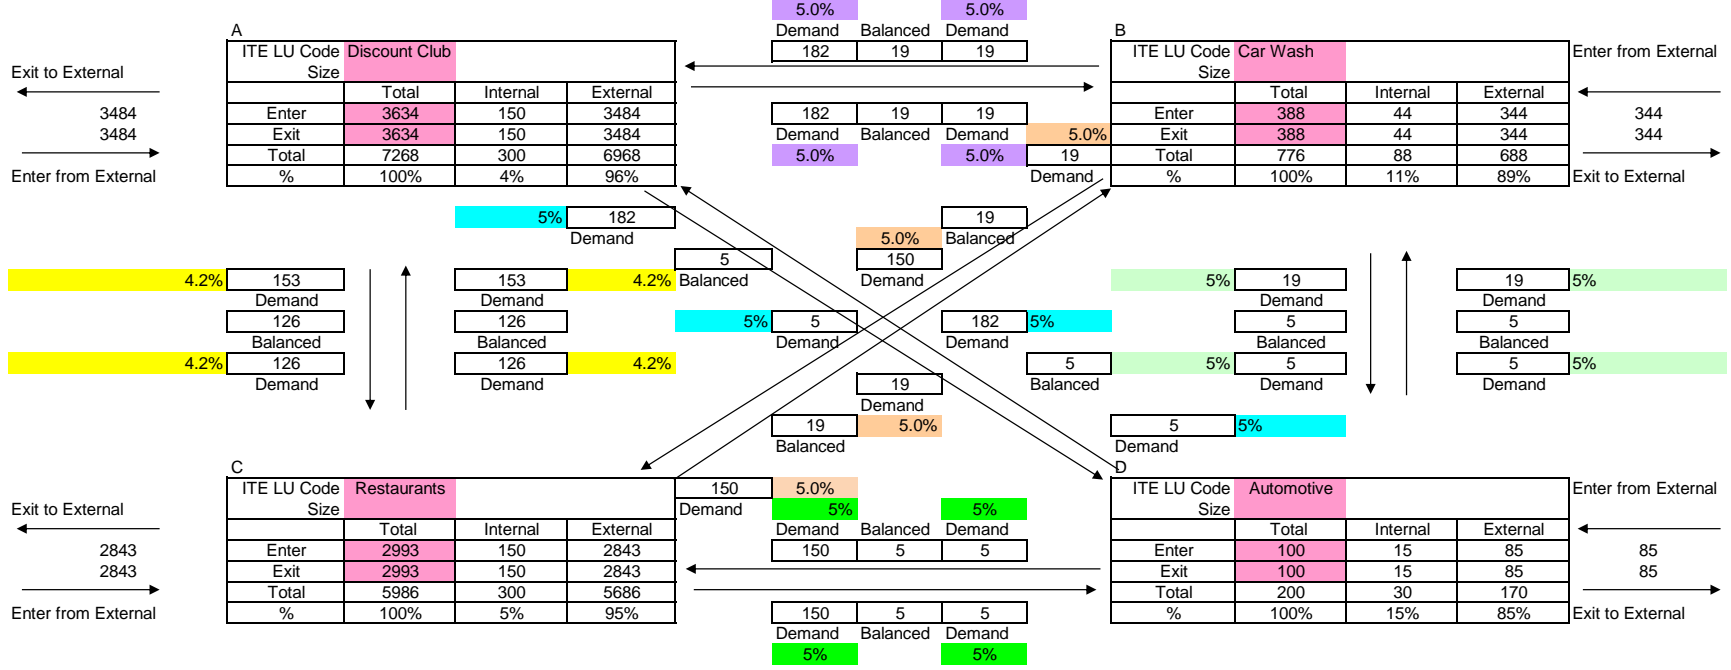 5.0% 5.0%
A Demand Balanced Demand B
ITE LU Code Discount Club 182 19 19 ITE LU Code Car Wash Enter from External
Exit to External Size Size
Total Internal External Total Internal External
3484 Enter 3634 150 3484 182 19 19 Enter 388 44 344 344
3484 Exit 3634 150 3484 Demand Balanced Demand 5.0% Exit 388 44 344 344
Total 7268 300 6968 5.0% 5.0% 19 Total 776 88 688
Enter from External % 100% 4% 96% Demand % 100% 11% 89% Exit to External
5% 182 19
Demand 5.0% Balanced
5 150
4.2% 153 153 4.2% Balanced Demand 5% 19 19 5%
Demand Demand Demand Demand
126 126 5% 5 182 5% 5 5
Balanced Balanced Demand Demand Balanced Balanced
4.2% 126 126 4.2% 5 5% 5 5 5%
Demand Demand 19 Balanced Demand Demand
Demand
19 5.0% 5 5%
Balanced Demand
C D
ITE LU Code Restaurants 150 5.0% ITE LU Code Automotive Enter from External
Exit to External Size Demand 5% 5% Size
Total Internal External Demand Balanced Demand Total Internal External
2843 Enter 2993 150 2843 150 5 5 Enter 100 15 85 85
2843 Exit 2993 150 2843 Exit 100 15 85 85
Total 5986 300 5686 Total 200 30 170
Enter from External % 100% 5% 95% 150 5 5 % 100% 15% 85% Exit to External
Demand Balanced Demand
5% 5%